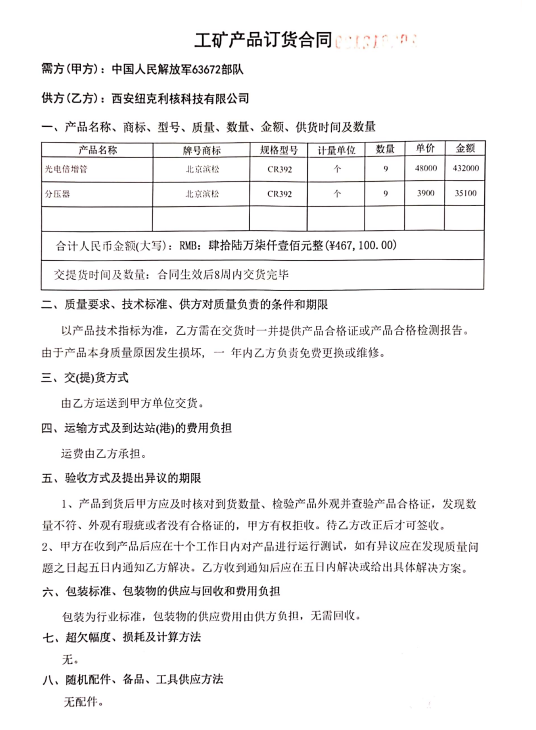 工矿产品订货合同
需方(甲方)：中国人民解放军63672部队
供方(乙方)：西安纽克利核科技有限公司
一、产品名称、商标、型号、质量、数量、金额、供货时间及数量
产品名称 牌号商标 规格型号 计量单位 数量 单价 金额
光电倍增管 北京滨松 CR392 个 9 48000 432000
分压器 北京滨松 CR392 个 9 3900 35100
合计人民币金额(大写)：RMB：肆拾陆万柒仟壹佰元整(¥467,100.00)
交提货时间及数量：合同生效后8周内交货完毕
二、质量要求、技术标准、供方对质量负责的条件和期限
以产品技术指标为准，乙方需在交货时一并提供产品合格证或产品合格检测报告。
由于产品本身质量原因发生损坏，一 年内乙方负责免费更换或维修。
三、交(提)货方式
由乙方运送到甲方单位交货。
四、运输方式及到达站(港)的费用负担
运费由乙方承担。
五、验收方式及提出异议的期限
1、产品到货后甲方应及时核对到货数量、检验产品外观并查验产品合格证，发现数
量不符、外观有瑕疵或者没有合格证的，甲方有权拒收。待乙方改正后才可签收。
2、甲方在收到产品后应在十个工作日内对产品进行运行测试，如有异议应在发现质量问
题之日起五日内通知乙方解决。乙方收到通知后应在五日内解决或给出具体解决方案。
六、包装标准、包装物的供应与回收和费用负担
包装为行业标准，包装物的供应费用由供方负担，无需回收。
七、超欠幅度、损耗及计算方法
无。
八、随机配件、备品、工具供应方法
无配件。